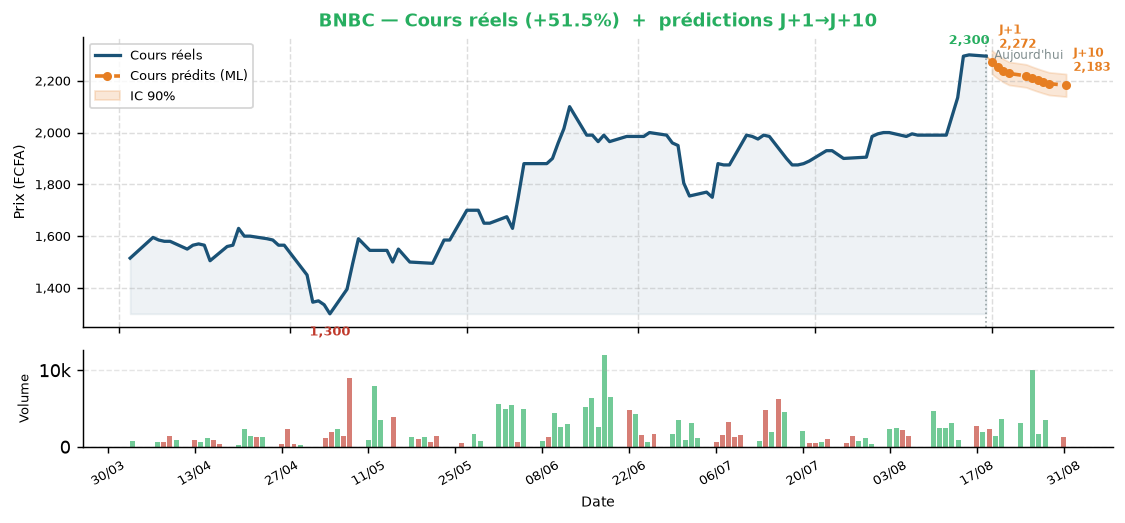 BNBC — Cours réels (+51.5%)  +  prédictions J+1→J+10
Cours réels
Cours prédits (ML)
IC 90%
2,300
J+1
2,272
Aujourd'hui
J+10
2,183
1,300
Prix (FCFA)
2,200
2,000
1,800
1,600
1,400
Volume
10k
0
30/03
13/04
27/04
11/05
25/05
08/06
22/06
06/07
20/07
03/08
17/08
31/08
Date